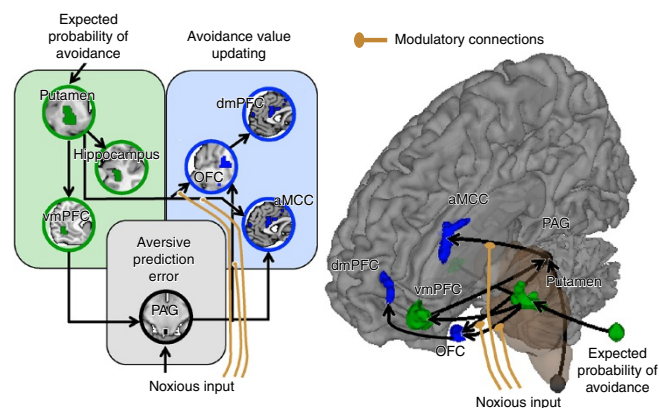 Expected
probability of
avoidance
Avoidance value
updating
Modulatory connections
Putamen
dmPFC
Hippocampus
OFC
vmPFC
aMCC
Aversive
prediction
error
PAG
Noxious input
aMCC
PAG
dmPFC
vmPFC
Putamen
OFC
Expected
probability of
avoidance
Noxious input